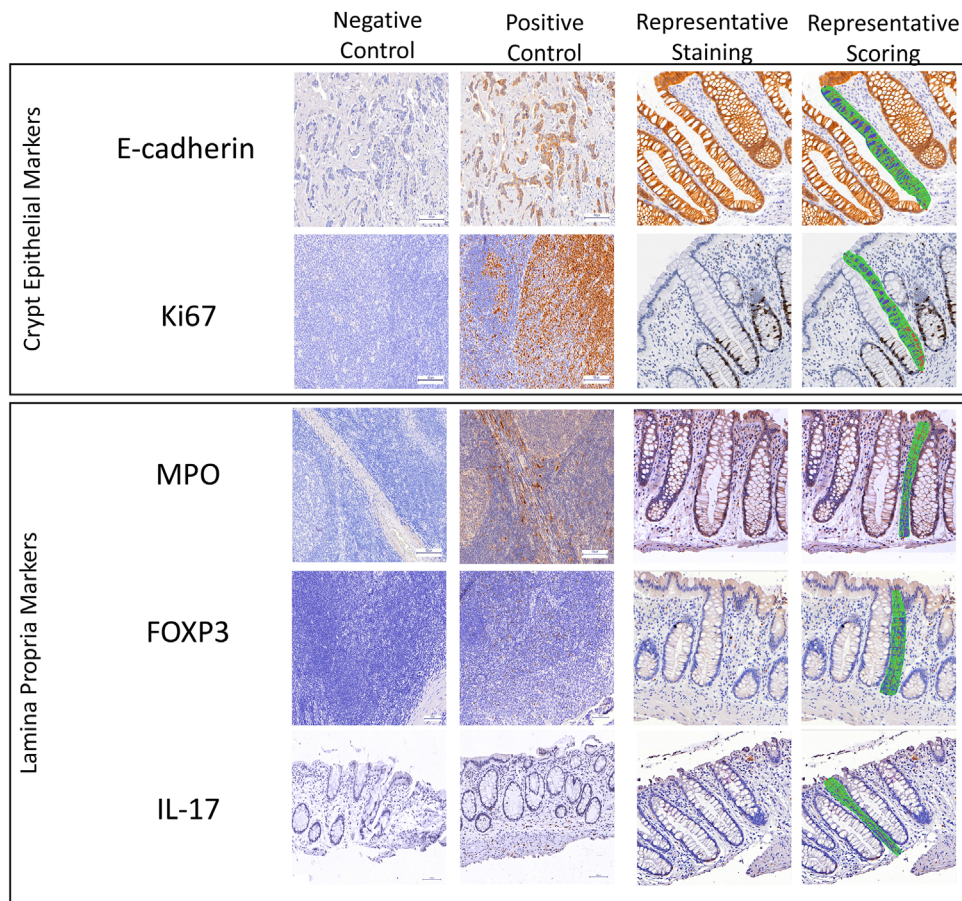 Negative
Control
Positive
Control
Representative
Staining
Representative
Scoring
Crypt Epithelial Markers
E-cadherin
Ki67
Lamina Propria Markers
MPO
FOXP3
IL-17